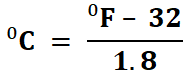 ⁰C = (⁰F – 32) / 1.8